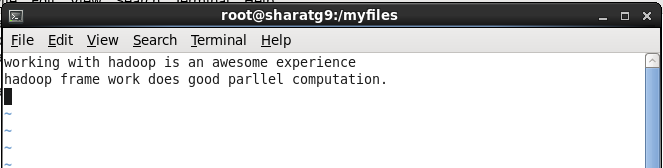 root@sharatg9:/myfiles
File Edit View Search Terminal Help
working with hadoop is an awesome experience
hadoop frame work does good parllel computation.
~
~
~
~